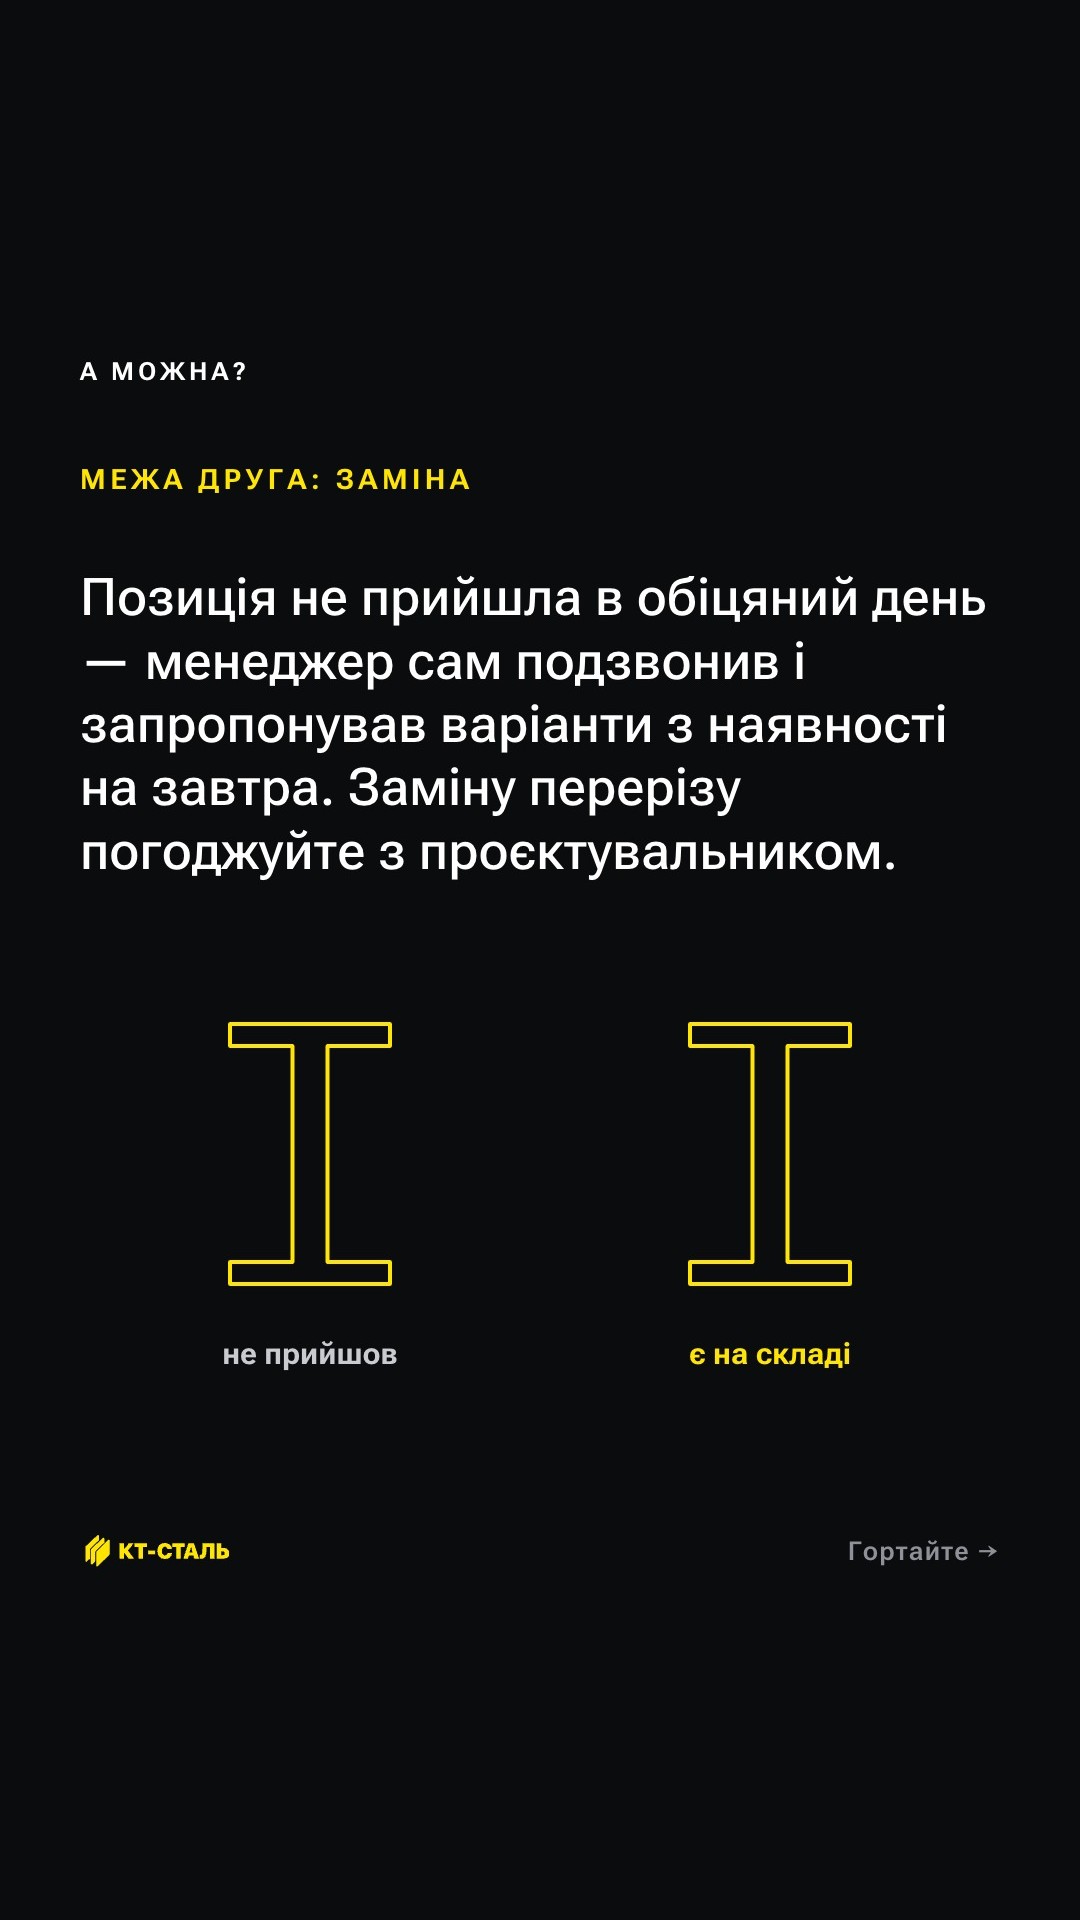 А МОЖНА?
МЕЖА ДРУГА: ЗАМІНА
Позиція не прийшла в обіцяний день
— менеджер сам подзвонив і
запропонував варіанти з наявності
на завтра. Заміну перерізу
погоджуйте з проєктувальником.
не прийшов
є на складі
КТ-СТАЛЬ
Гортайте →